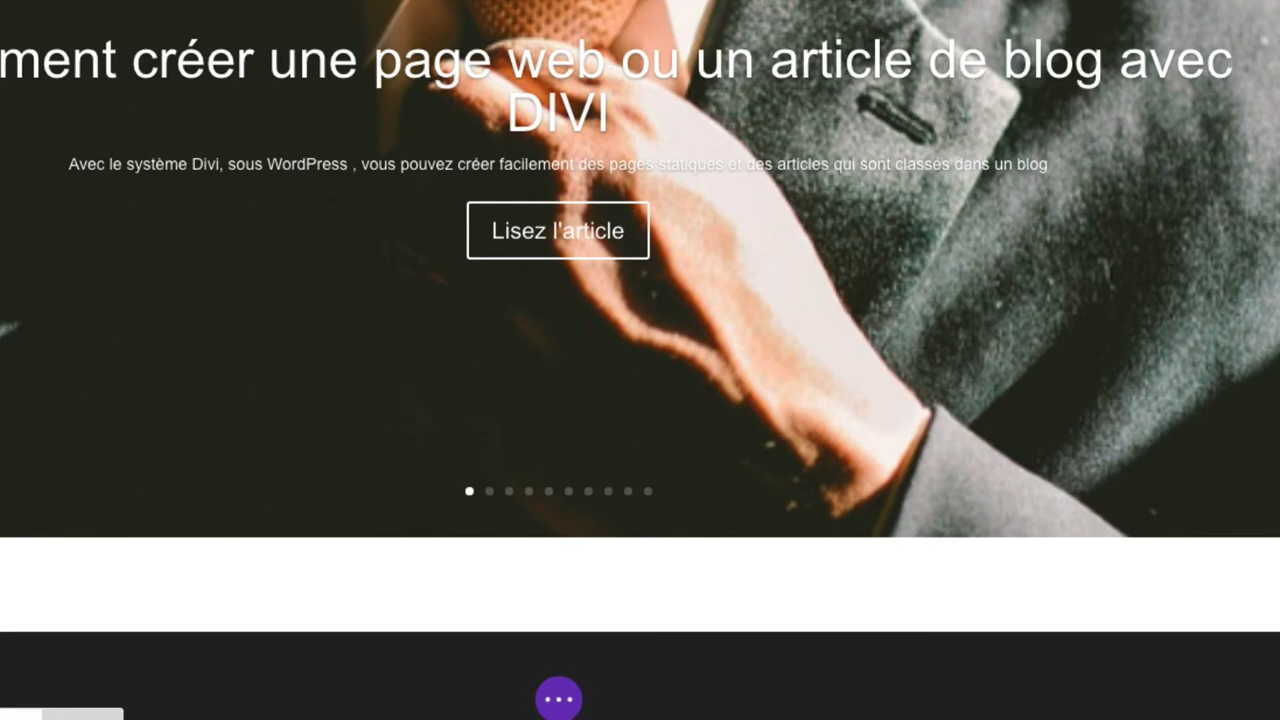 ment créer une page web ou un article de blog avec
DIVI
Avec le système Divi, sous WordPress , vous pouvez créer facilement des pages statiques et des articles qui sont classés dans un blog
Lisez l'article